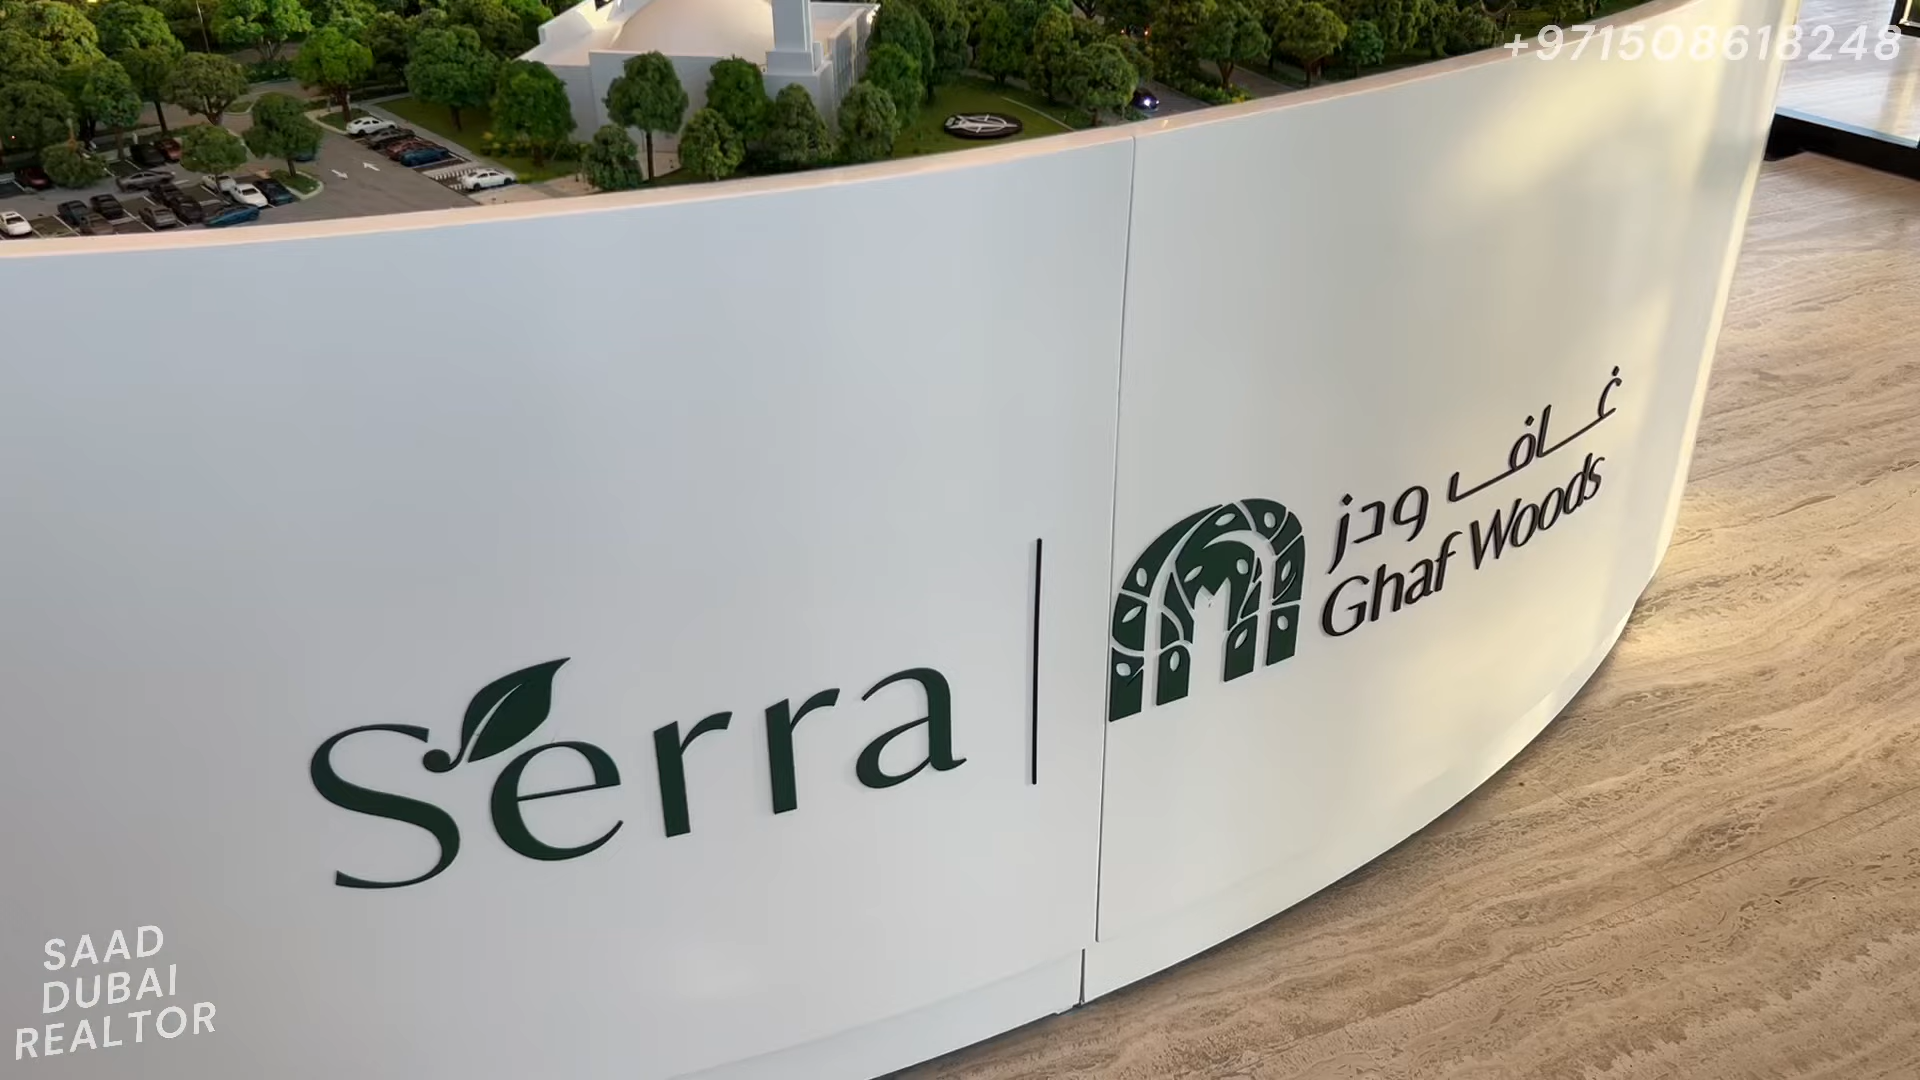 +971508618248
Serra
غاف وودز
Ghaf Woods
SAAD
DUBAI
REALTOR